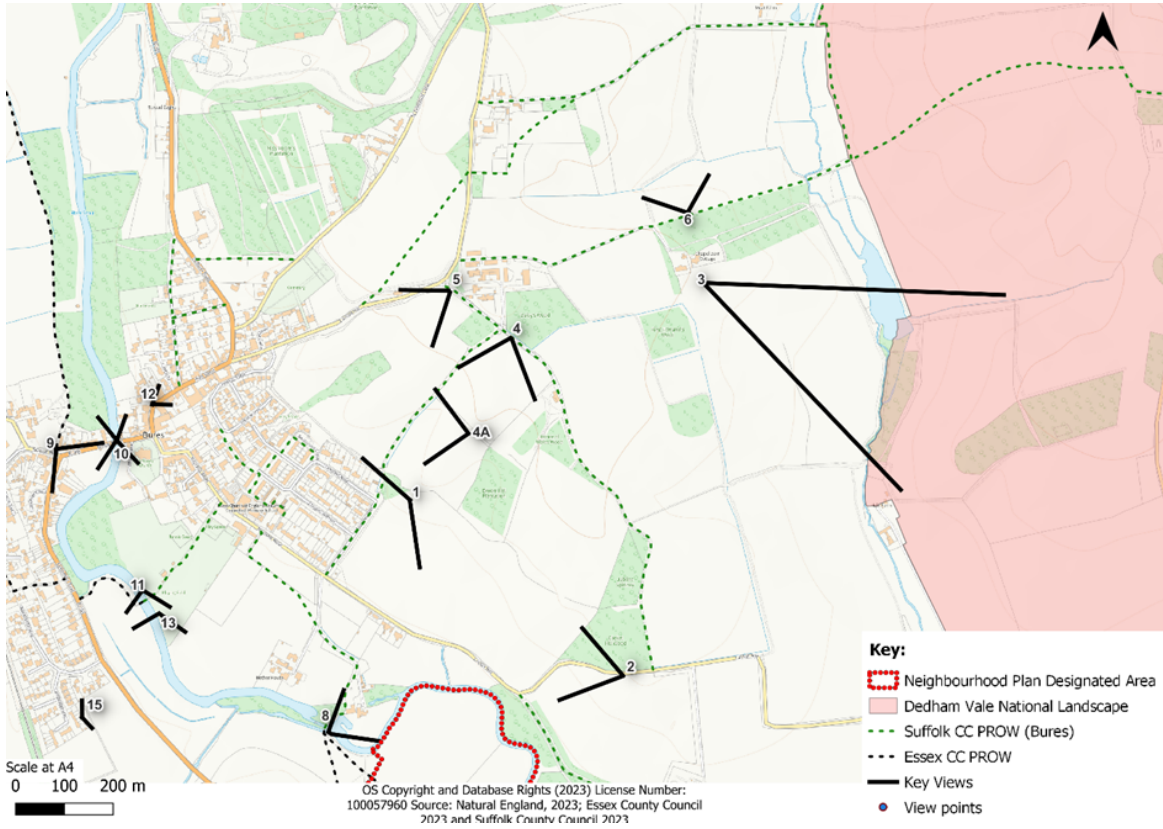 6
3
5
4
4A
12
Bures
9
10
1
11
13
2
15
8
Key:
Neighbourhood Plan Designated Area
Dedham Vale National Landscape
Suffolk CC PROW (Bures)
Essex CC PROW
Key Views
View points
Scale at A4
0 100 200 m
OS Copyright and Database Rights (2023) License Number:
100057960 Source: Natural England, 2023; Essex County Council
2023 and Suffolk County Council 2023